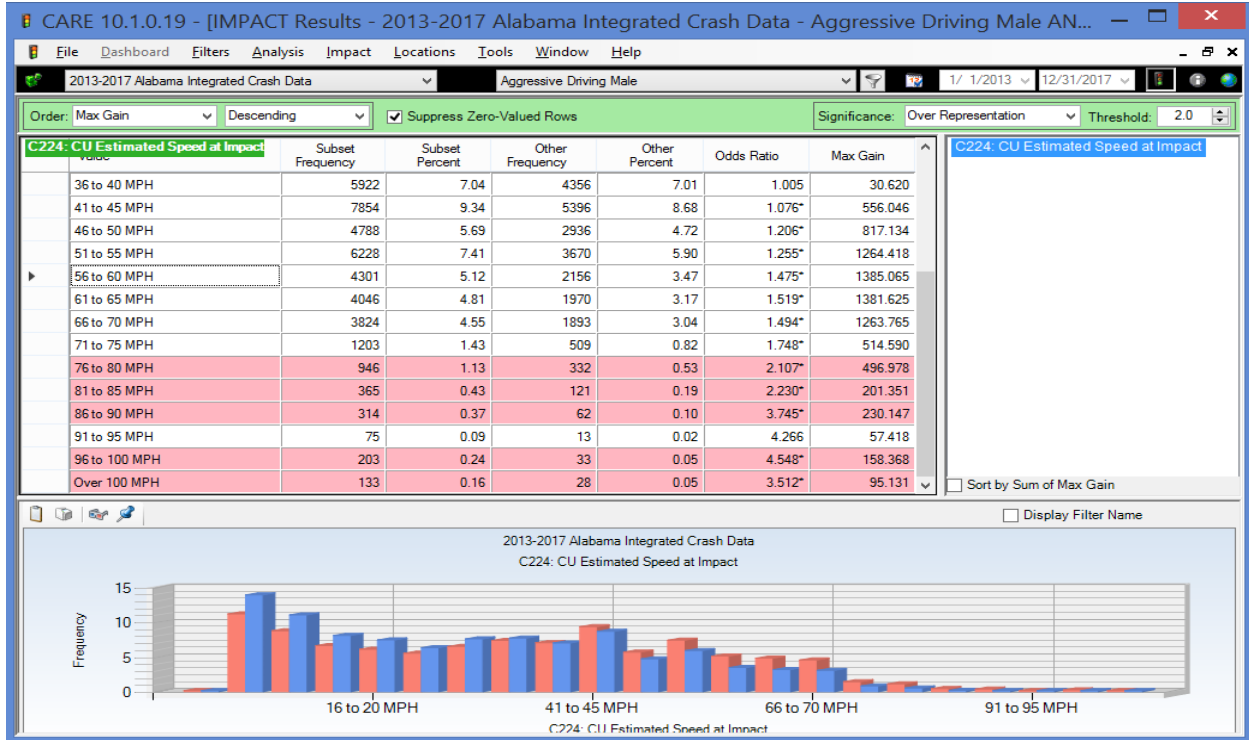 CARE 10.1.0.19 - [IMPACT Results - 2013-2017 Alabama Integrated Crash Data - Aggressive Driving Male AN...
File Dashboard Filters Analysis Impact Locations Tools Window Help
2013-2017 Alabama Integrated Crash Data Aggressive Driving Male 1/ 1/2013 12/31/2017
Order: Max Gain Descending Suppress Zero-Valued Rows Significance: Over Representation Threshold: 2.0
C224: CU Estimated Speed at Impact Subset Frequency Subset Percent Other Frequency Other Percent Odds Ratio Max Gain C224: CU Estimated Speed at Impact
36 to 40 MPH 5922 7.04 4356 7.01 1.005 30.620
41 to 45 MPH 7854 9.34 5396 8.68 1.076* 556.046
46 to 50 MPH 4788 5.69 2936 4.72 1.206* 817.134
51 to 55 MPH 6228 7.41 3670 5.90 1.255* 1264.418
56 to 60 MPH 4301 5.12 2156 3.47 1.475* 1385.065
61 to 65 MPH 4046 4.81 1970 3.17 1.519* 1381.625
66 to 70 MPH 3824 4.55 1893 3.04 1.494* 1263.765
71 to 75 MPH 1203 1.43 509 0.82 1.748* 514.590
76 to 80 MPH 946 1.13 332 0.53 2.107* 496.978
81 to 85 MPH 365 0.43 121 0.19 2.230* 201.351
86 to 90 MPH 314 0.37 62 0.10 3.745* 230.147
91 to 95 MPH 75 0.09 13 0.02 4.266 57.418
96 to 100 MPH 203 0.24 33 0.05 4.548* 158.368
Over 100 MPH 133 0.16 28 0.05 3.512* 95.131
Sort by Sum of Max Gain
Display Filter Name
2013-2017 Alabama Integrated Crash Data
C224: CU Estimated Speed at Impact
15
10
5
0
Frequency
16 to 20 MPH 41 to 45 MPH 66 to 70 MPH 91 to 95 MPH
C224: CU Estimated Speed at Impact